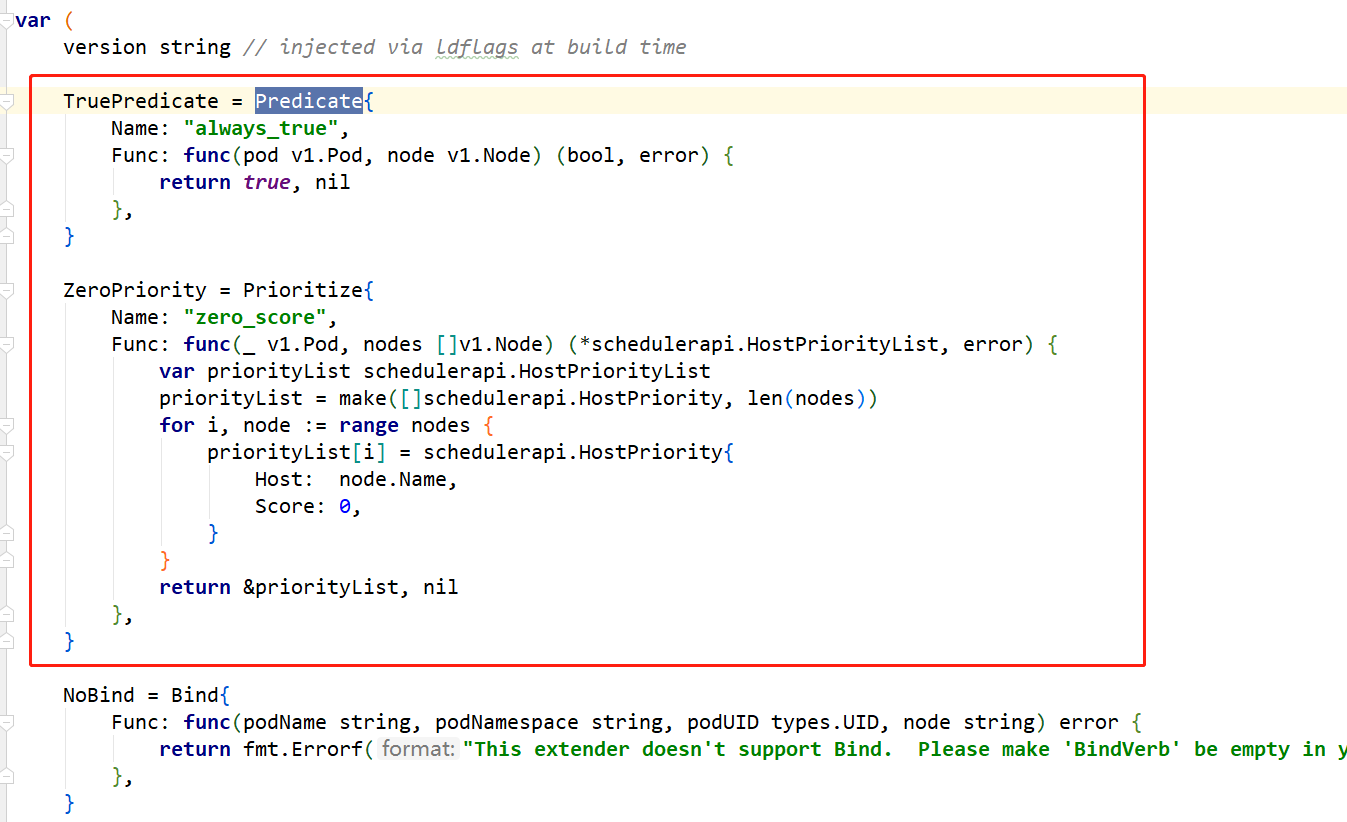 var (
    version string // injected via ldflags at build time

    TruePredicate = Predicate{
        Name: "always_true",
        Func: func(pod v1.Pod, node v1.Node) (bool, error) {
            return true, nil
        },
    }

    ZeroPriority = Prioritize{
        Name: "zero_score",
        Func: func(_ v1.Pod, nodes []v1.Node) (*schedulerapi.HostPriorityList, error) {
            var priorityList schedulerapi.HostPriorityList
            priorityList = make([]schedulerapi.HostPriority, len(nodes))
            for i, node := range nodes {
                priorityList[i] = schedulerapi.HostPriority{
                    Host:  node.Name,
                    Score: 0,
                }
            }
            return &priorityList, nil
        },
    }

    NoBind = Bind{
        Func: func(podName string, podNamespace string, podUID types.UID, node string) error {
            return fmt.Errorf( format: "This extender doesn't support Bind.  Please make 'BindVerb' be empty in y
        },
    }